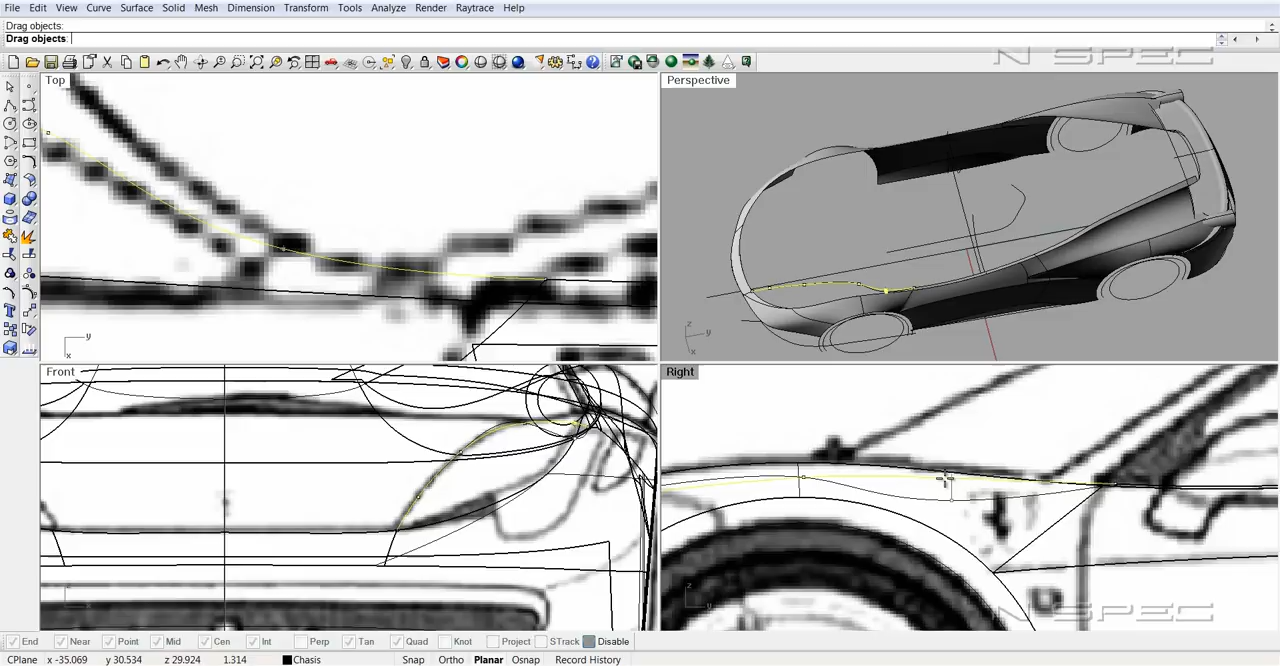 File Edit View Curve Surface Solid Mesh Dimension Transform Tools Analyze Render Raytrace Help
Drag objects:
Drag objects:
N SPEC
Top
Perspective
y
x
z
y
x
Front
Right
z
x
z
y
N SPEC
End Near Point Mid Cen Int Perp Tan Quad Knot Project STrack Disable
CPlane x -35.069 y 30.534 z 29.924 1.314 Chasis Snap Ortho Planar Osnap Record History